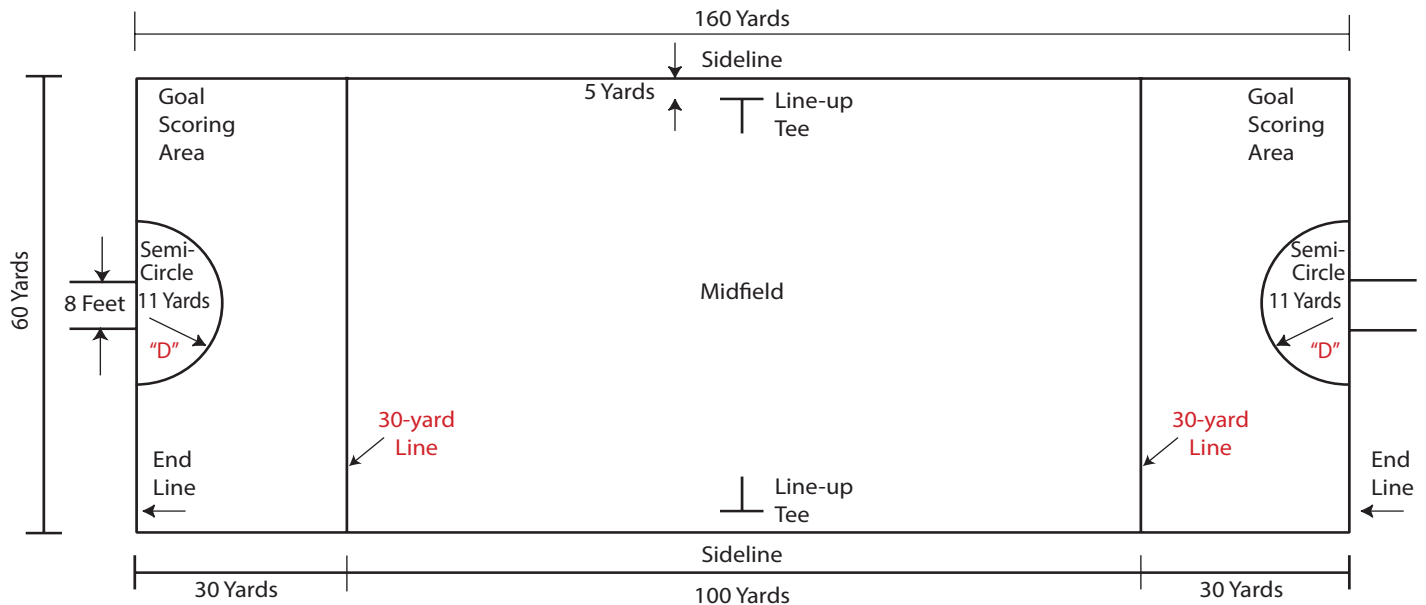 160 Yards
Sideline
5 Yards
Line-up
Tee
Goal
Scoring
Area
Goal
Scoring
Area
60 Yards
8 Feet
Semi-
Circle
11 Yards
"D"
Midfield
Semi-
Circle
11 Yards
"D"
30-yard
Line
30-yard
Line
End
Line
Line-up
Tee
End
Line
Sideline
30 Yards
100 Yards
30 Yards